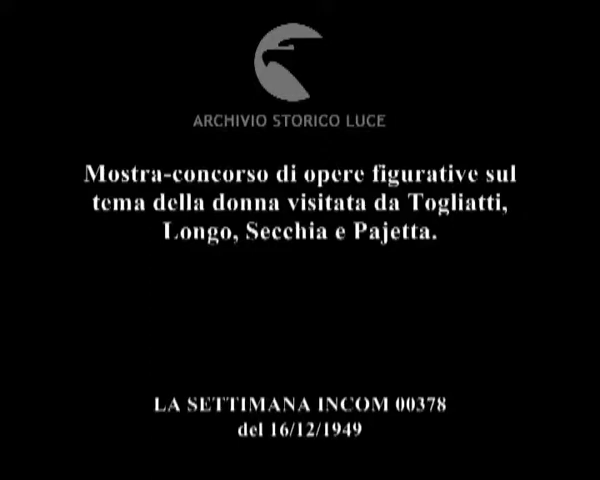 ARCHIVIO STORICO LUCE
Mostra-concorso di opere figurative sul
tema della donna visitata da Togliatti,
Longo, Secchia e Pajetta.
LA SETTIMANA INCOM 00378
del 16/12/1949